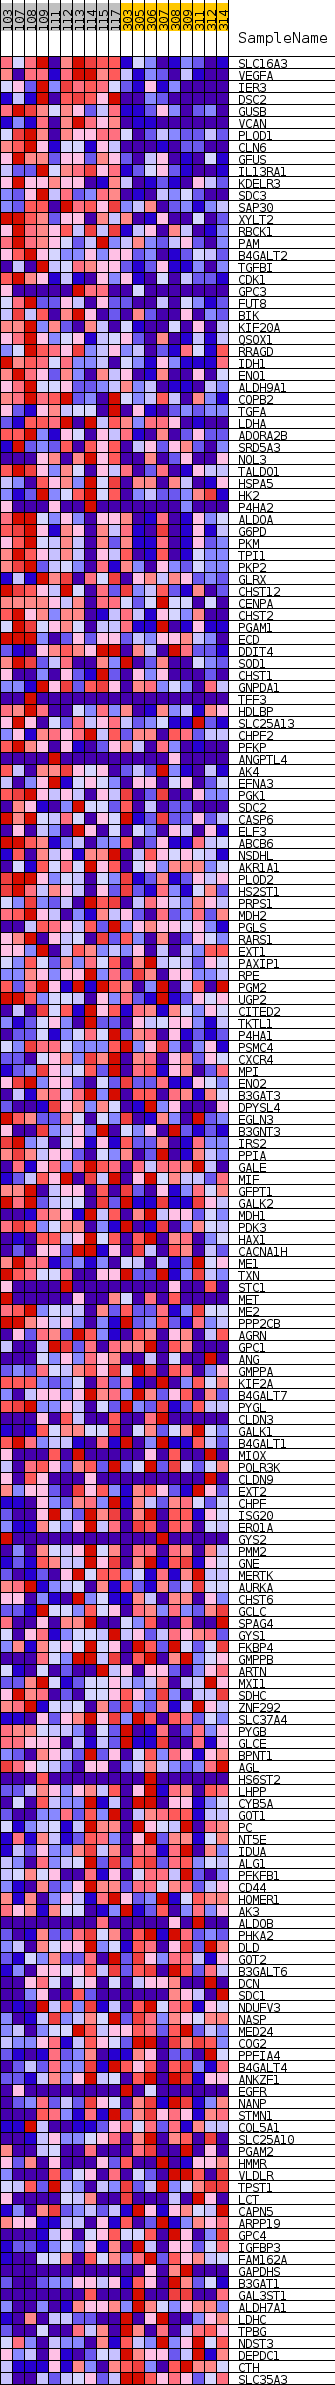 103
107
108
109
111
112
113
114
115
117
303
305
306
307
308
309
311
312
314
SampleName
SLC16A3
VEGFA
IER3
DSC2
GUSB
VCAN
PLOD1
CLN6
GFUS
IL13RA1
KDELR3
SDC3
SAP30
XYLT2
RBCK1
PAM
B4GALT2
TGFBI
CDK1
GPC3
FUT8
BIK
KIF20A
QSOX1
RRAGD
IDH1
ENO1
ALDH9A1
COPB2
TGFA
LDHA
ADORA2B
SRD5A3
NOL3
TALDO1
HSPA5
HK2
P4HA2
ALDOA
G6PD
PKM
TPI1
PKP2
GLRX
CHST12
CENPA
CHST2
PGAM1
ECD
DDIT4
SOD1
CHST1
GNPDA1
TFF3
HDLBP
SLC25A13
CHPF2
PFKP
ANGPTL4
AK4
EFNA3
PGK1
SDC2
CASP6
ELF3
ABCB6
NSDHL
AKR1A1
PLOD2
HS2ST1
PRPS1
MDH2
PGLS
RARS1
EXT1
PAXIP1
RPE
PGM2
UGP2
CITED2
TKTL1
P4HA1
PSMC4
CXCR4
MPI
ENO2
B3GAT3
DPYSL4
EGLN3
B3GNT3
IRS2
PPIA
GALE
MIF
GFPT1
GALK2
MDH1
PDK3
HAX1
CACNA1H
ME1
TXN
STC1
MET
ME2
PPP2CB
AGRN
GPC1
ANG
GMPPA
KIF2A
B4GALT7
PYGL
CLDN3
GALK1
B4GALT1
MIOX
POLR3K
CLDN9
EXT2
CHPF
ISG20
ERO1A
GYS2
PMM2
GNE
MERTK
AURKA
CHST6
GCLC
SPAG4
GYS1
FKBP4
GMPPB
ARTN
MXI1
SDHC
ZNF292
SLC37A4
PYGB
GLCE
BPNT1
AGL
HS6ST2
LHPP
CYB5A
GOT1
PC
NT5E
IDUA
ALG1
PFKFB1
CD44
HOMER1
AK3
ALDOB
PHKA2
DLD
GOT2
B3GALT6
DCN
SDC1
NDUFV3
NASP
MED24
COG2
PPFIA4
B4GALT4
ANKZF1
EGFR
NANP
STMN1
COL5A1
SLC25A10
PGAM2
HMMR
VLDLR
TPST1
LCT
CAPN5
ARPP19
GPC4
IGFBP3
FAM162A
GAPDHS
B3GAT1
GAL3ST1
ALDH7A1
LDHC
TPBG
NDST3
DEPDC1
CTH
SLC35A3